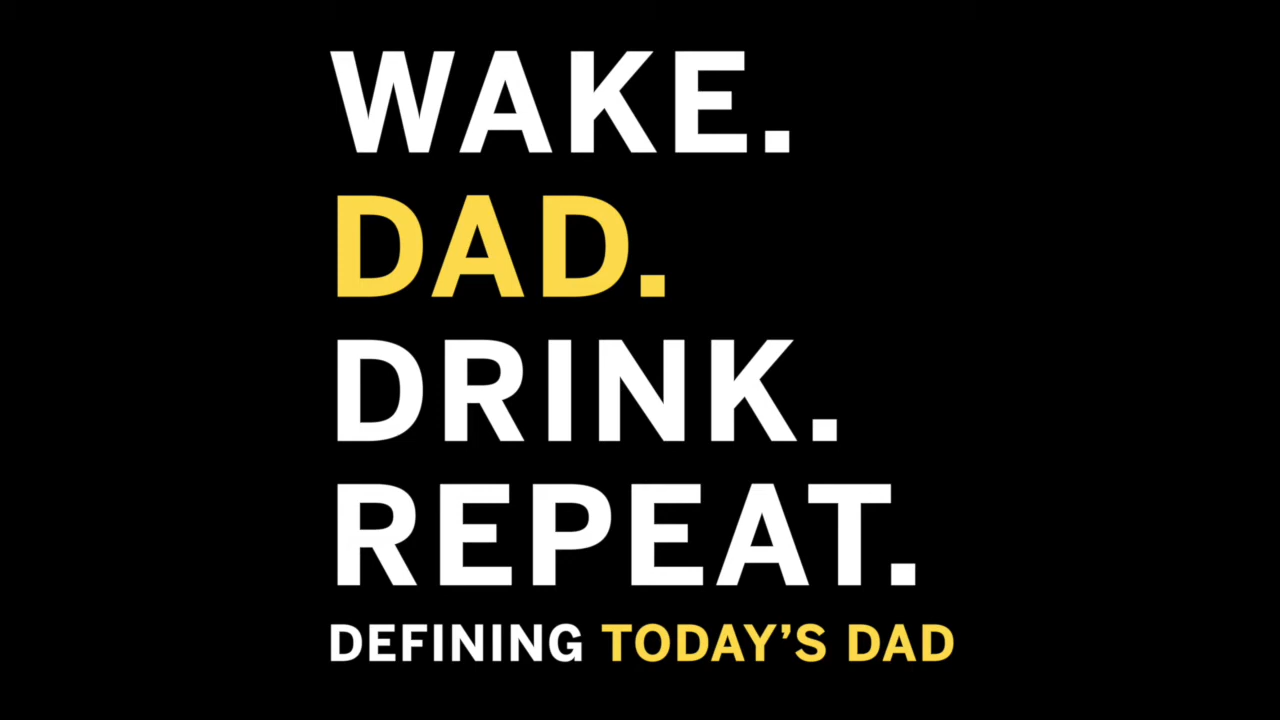 WAKE.
DAD.
DRINK.
REPEAT.
DEFINING TODAY’S DAD